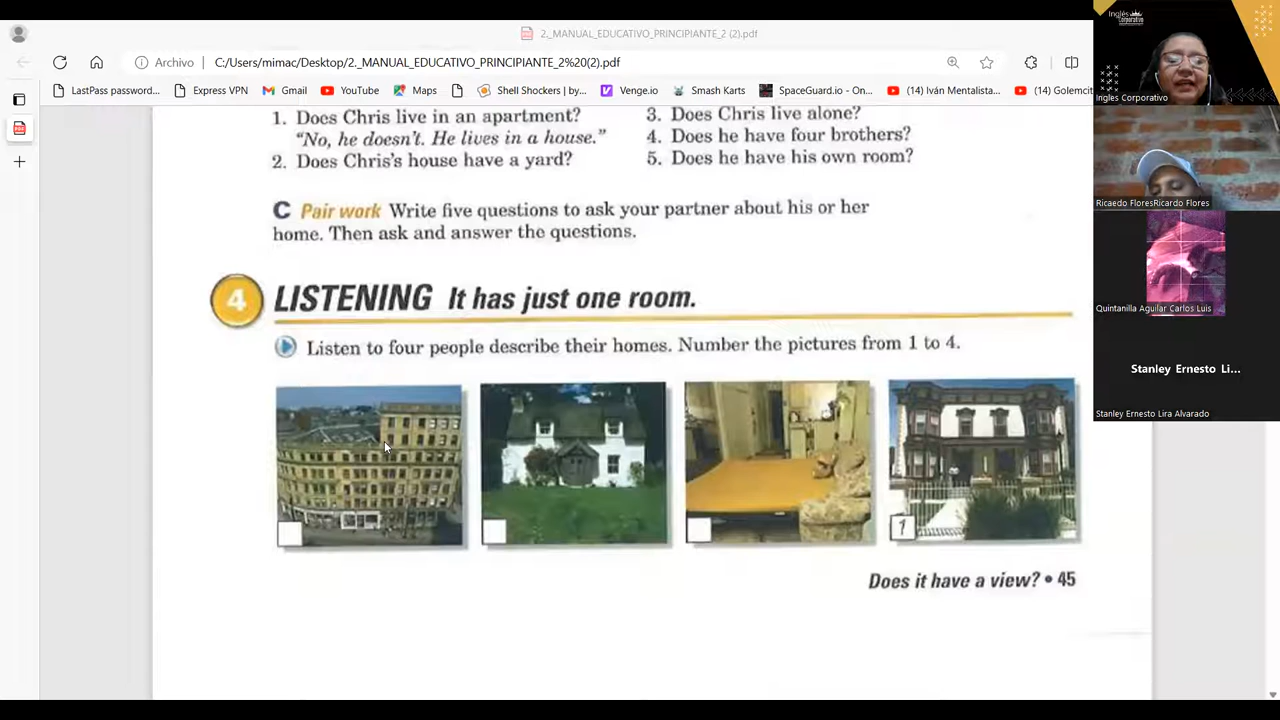 2._MANUAL_EDUCATIVO_PRINCIPIANTE_2 (2).pdf
Archivo C:/Users/mimac/Desktop/2._MANUAL_EDUCATIVO_PRINCIPIANTE_2%20(2).pdf
LastPass password... Express VPN Gmail YouTube Maps Shell Shockers | by... Venge.io Smash Karts SpaceGuard.io - On... (14) Iván Mentalista... (14) Golemcit
1. Does Chris live in an apartment?
"No, he doesn't. He lives in a house."
2. Does Chris's house have a yard?
3. Does Chris live alone?
4. Does he have four brothers?
5. Does he have his own room?
C Pair work Write five questions to ask your partner about his or her
home. Then ask and answer the questions.
4 LISTENING It has just one room.
Listen to four people describe their homes. Number the pictures from 1 to 4.
1
Does it have a view? • 45
Inglés
Corporativo
Ingles Corporativo
Ricaedo FloresRicardo Flores
Quintanilla Aguilar Carlos Luis
Stanley Ernesto Li...
Stanley Ernesto Lira Alvarado